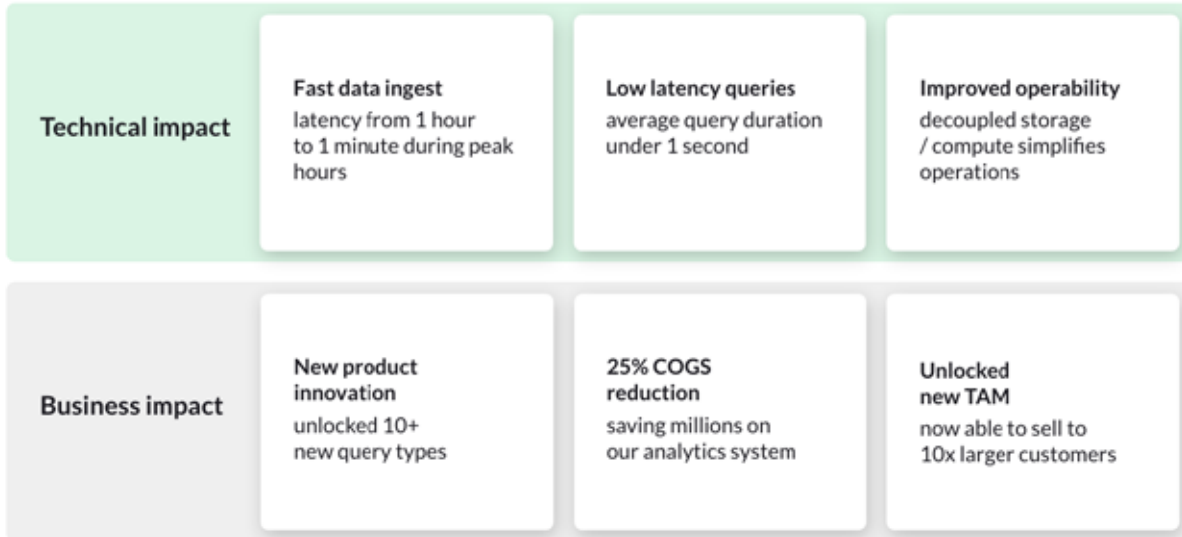 Technical impact
Fast data ingest
latency from 1 hour
to 1 minute during peak
hours
Low latency queries
average query duration
under 1 second
Improved operability
decoupled storage
/ compute simplifies
operations
Business impact
New product
innovation
unlocked 10+
new query types
25% COGS
reduction
saving millions on
our analytics system
Unlocked
new TAM
now able to sell to
10x larger customers